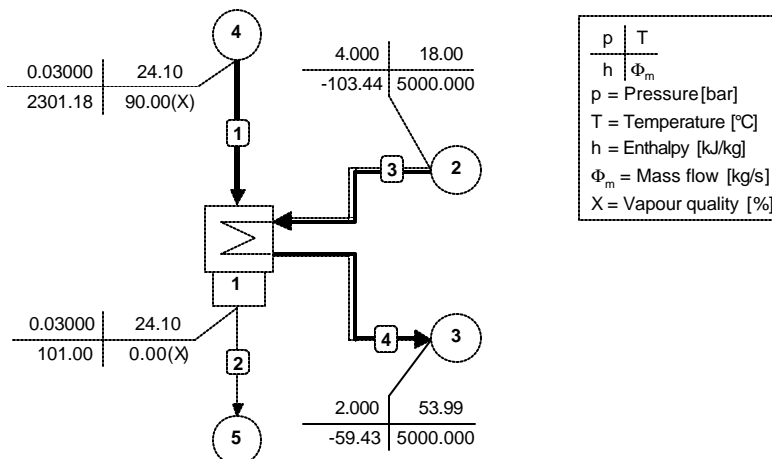 4
4.000 18.00
-103.44 5000.000
0.03000 24.10
2301.18 90.00(X)
1
3
2
1
0.03000 24.10
101.00 0.00(X)
2
4
3
2.000 53.99
-59.43 5000.000
5
p T
h Φm
p = Pressure [bar]
T = Temperature [°C]
h = Enthalpy [kJ/kg]
Φm = Mass flow [kg/s]
X = Vapour quality [%]